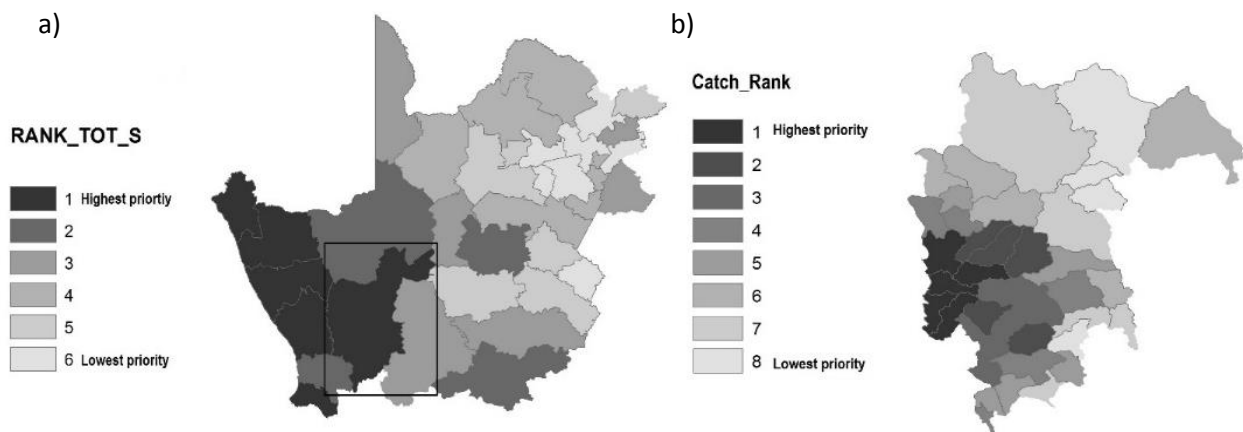 a)
RANK_TOT_S
1 Highest priortiy
2
3
4
5
6 Lowest priority
b)
Catch_Rank
1 Highest priority
2
3
4
5
6
7
8 Lowest priority